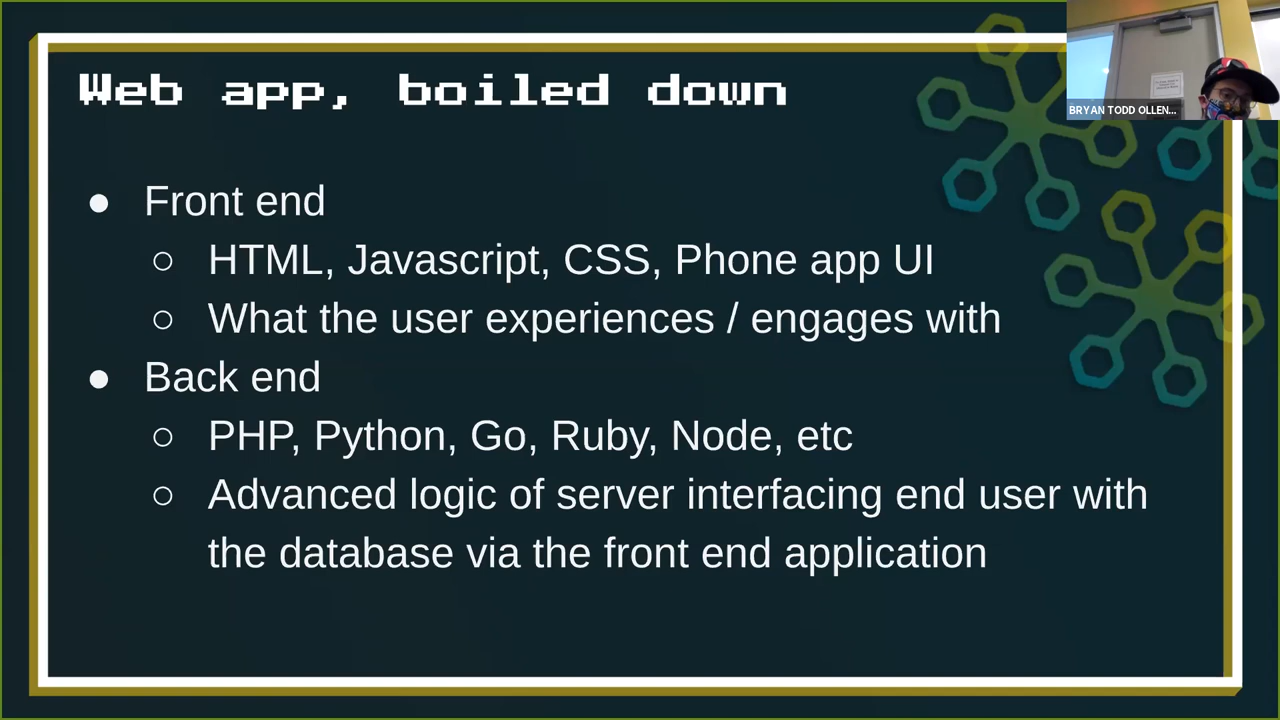 Web app, boiled down
BRYAN TODD OLLEN...
● Front end
○ HTML, Javascript, CSS, Phone app UI
○ What the user experiences / engages with
● Back end
○ PHP, Python, Go, Ruby, Node, etc
○ Advanced logic of server interfacing end user with
the database via the front end application